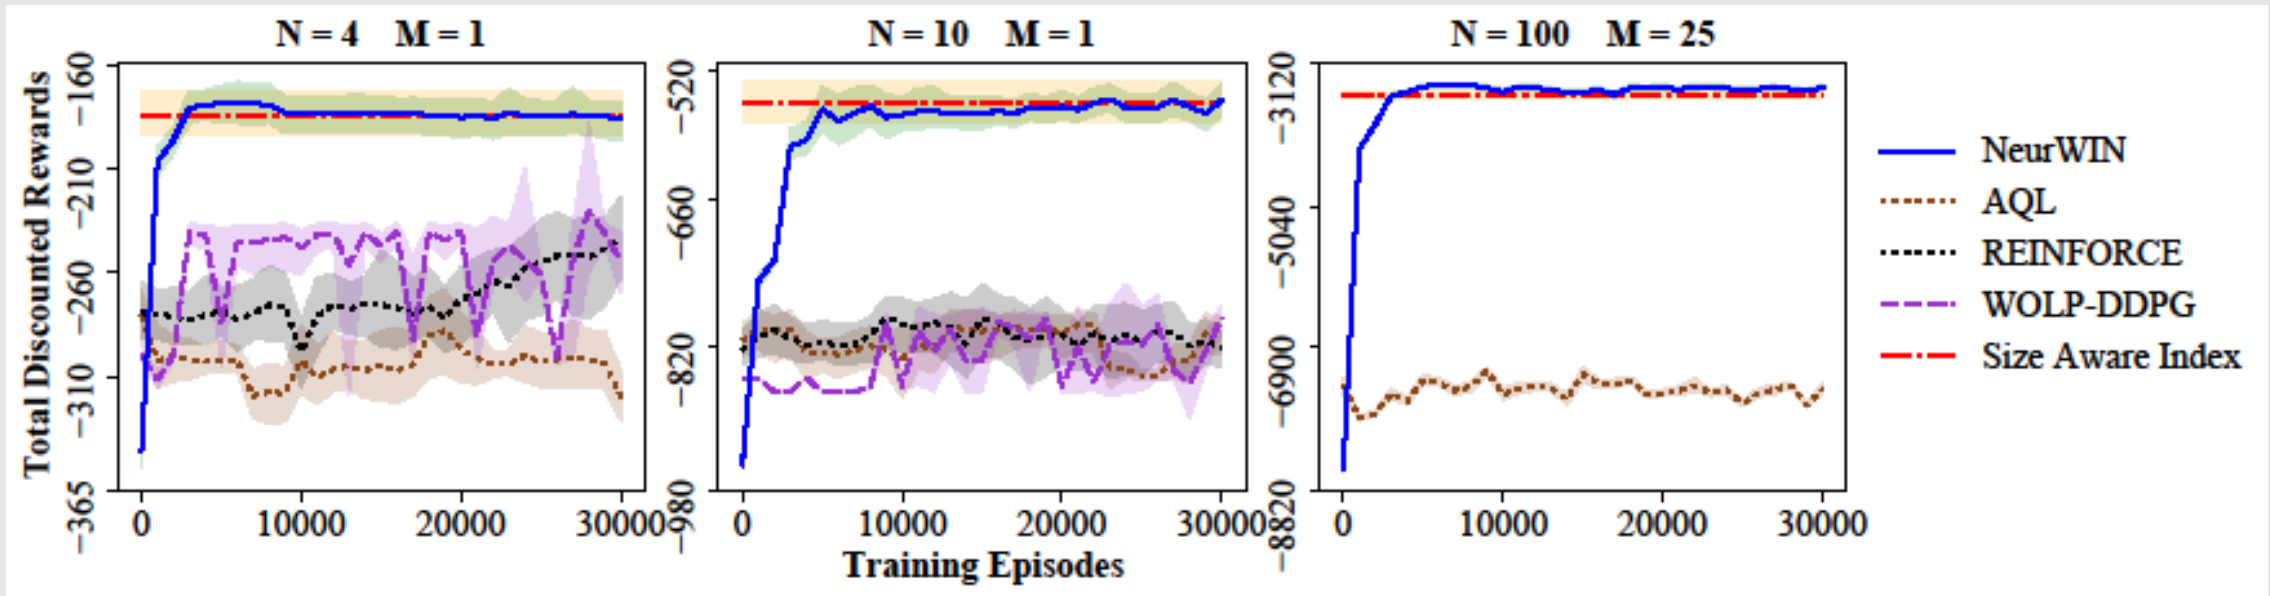 N = 4 M = 1
N = 10 M = 1
N = 100 M = 25
Total Discounted Rewards
−160
−210
−260
−310
−365
0 10000 20000 30000
−520
−660
−820
−980
0 10000 20000 30000
−3120
−5040
−6900
−8820
0 10000 20000 30000
Training Episodes
NeurWIN
AQL
REINFORCE
WOLP-DDPG
Size Aware Index